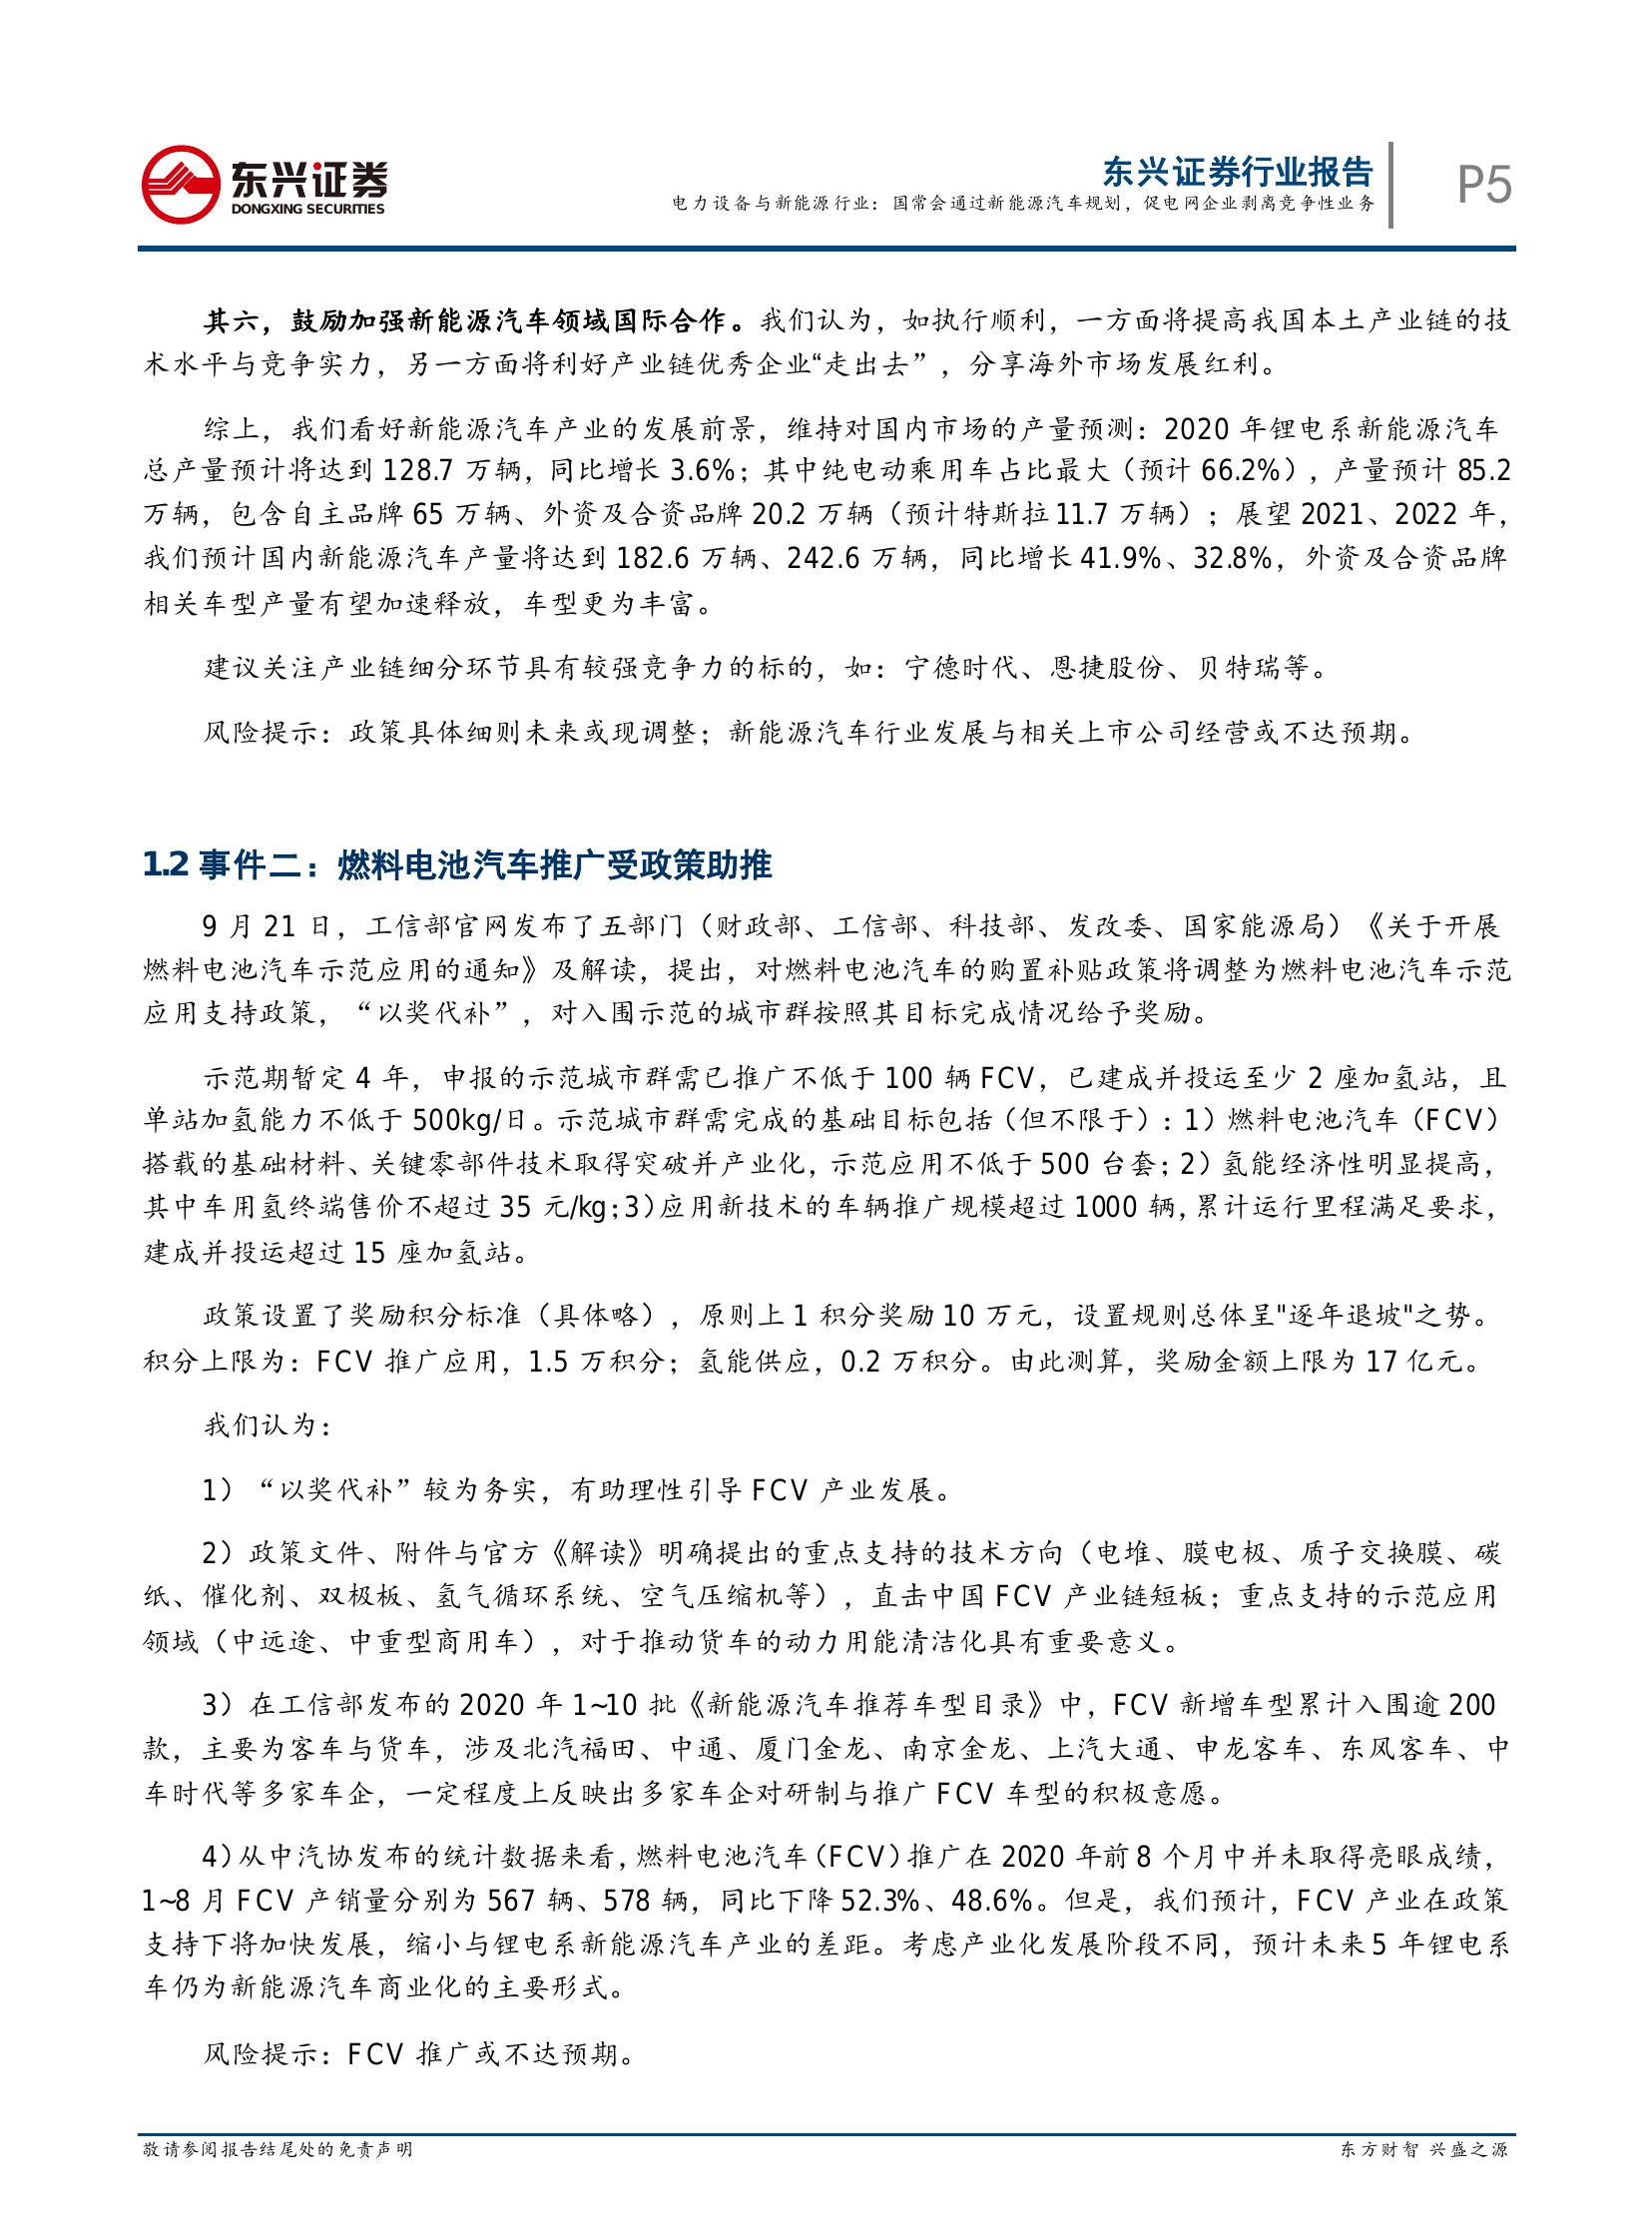 东兴证券
DONGXING SECURITIES
东兴证券行业报告
电力设备与新能源行业：国常会通过新能源汽车规划，促电网企业剥离竞争性业务
P5
其六，鼓励加强新能源汽车领域国际合作。我们认为，如执行顺利，一方面将提高我国本土产业链的技
术水平与竞争实力，另一方面将利好产业链优秀企业“走出去”，分享海外市场发展红利。
综上，我们看好新能源汽车产业的发展前景，维持对国内市场的产量预测：2020 年锂电系新能源汽车
总产量预计将达到 128.7 万辆，同比增长 3.6%；其中纯电动乘用车占比最大（预计 66.2%），产量预计 85.2
万辆，包含自主品牌 65 万辆、外资及合资品牌 20.2 万辆（预计特斯拉 11.7 万辆）；展望 2021、2022 年，
我们预计国内新能源汽车产量将达到 182.6 万辆、242.6 万辆，同比增长 41.9%、32.8%，外资及合资品牌
相关车型产量有望加速释放，车型更为丰富。
建议关注产业链细分环节具有较强竞争力的标的，如：宁德时代、恩捷股份、贝特瑞等。
风险提示：政策具体细则未来或现调整；新能源汽车行业发展与相关上市公司经营或不达预期。
1.2 事件二：燃料电池汽车推广受政策助推
9 月 21 日，工信部官网发布了五部门（财政部、工信部、科技部、发改委、国家能源局）《关于开展
燃料电池汽车示范应用的通知》及解读，提出，对燃料电池汽车的购置补贴政策将调整为燃料电池汽车示范
应用支持政策，“以奖代补”，对入围示范的城市群按照其目标完成情况给予奖励。
示范期暂定 4 年，申报的示范城市群需已推广不低于 100 辆 FCV，已建成并投运至少 2 座加氢站，且
单站加氢能力不低于 500kg/日。示范城市群需完成的基础目标包括（但不限于）：1）燃料电池汽车（FCV）
搭载的基础材料、关键零部件技术取得突破并产业化，示范应用不低于 500 台套；2）氢能经济性明显提高，
其中车用氢终端售价不超过 35 元/kg；3）应用新技术的车辆推广规模超过 1000 辆，累计运行里程满足要求，
建成并投运超过 15 座加氢站。
政策设置了奖励积分标准（具体略），原则上 1 积分奖励 10 万元，设置规则总体呈"逐年退坡"之势。
积分上限为：FCV 推广应用，1.5 万积分；氢能供应，0.2 万积分。由此测算，奖励金额上限为 17 亿元。
我们认为：
1）“以奖代补”较为务实，有助理性引导 FCV 产业发展。
2）政策文件、附件与官方《解读》明确提出的重点支持的技术方向（电堆、膜电极、质子交换膜、碳
纸、催化剂、双极板、氢气循环系统、空气压缩机等），直击中国 FCV 产业链短板；重点支持的示范应用
领域（中远途、中重型商用车），对于推动货车的动力用能清洁化具有重要意义。
3）在工信部发布的 2020 年 1~10 批《新能源汽车推荐车型目录》中，FCV 新增车型累计入围逾 200
款，主要为客车与货车，涉及北汽福田、中通、厦门金龙、南京金龙、上汽大通、申龙客车、东风客车、中
车时代等多家车企，一定程度上反映出多家车企对研制与推广 FCV 车型的积极意愿。
4）从中汽协发布的统计数据来看，燃料电池汽车（FCV）推广在 2020 年前 8 个月中并未取得亮眼成绩，
1~8 月 FCV 产销量分别为 567 辆、578 辆，同比下降 52.3%、48.6%。但是，我们预计，FCV 产业在政策
支持下将加快发展，缩小与锂电系新能源汽车产业的差距。考虑产业化发展阶段不同，预计未来 5 年锂电系
车仍为新能源汽车商业化的主要形式。
风险提示：FCV 推广或不达预期。
敬请参阅报告结尾处的免责声明
东方财智 兴盛之源